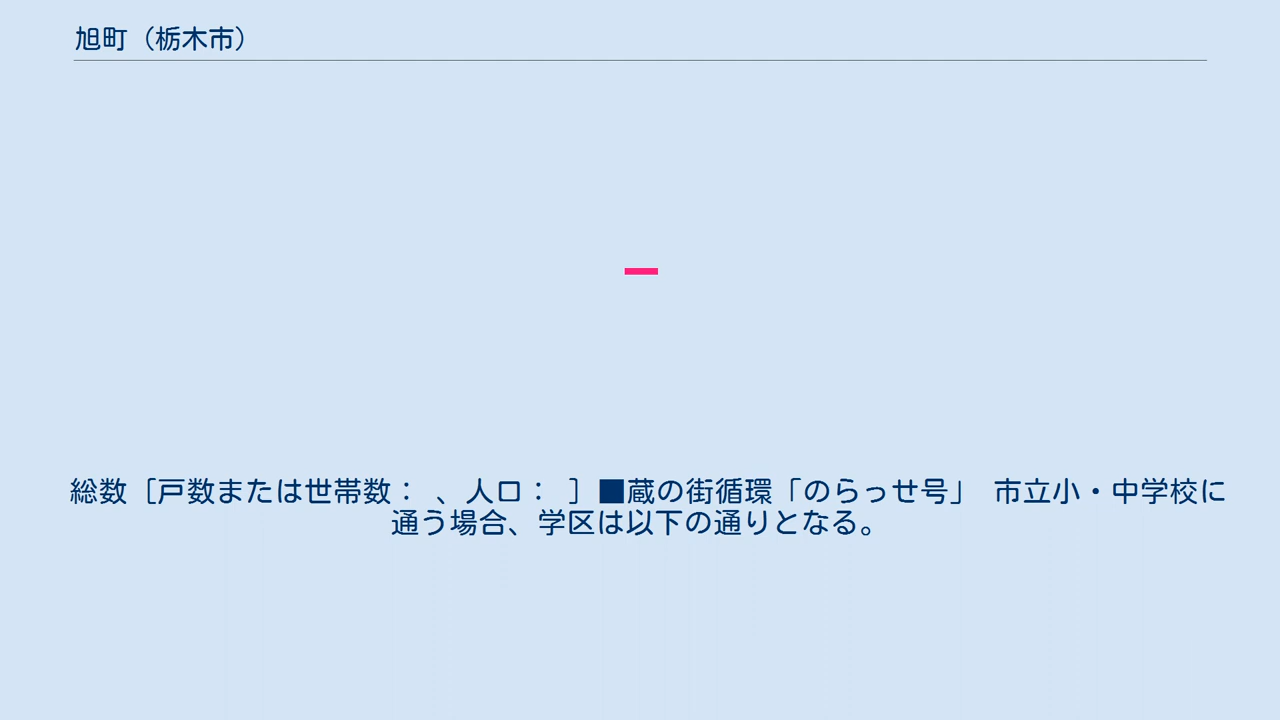 旭町（栃木市）
総数［戸数または世帯数： 、人口： ］■蔵の街循環「のらっせ号」 市立小・中学校に
通う場合、学区は以下の通りとなる。